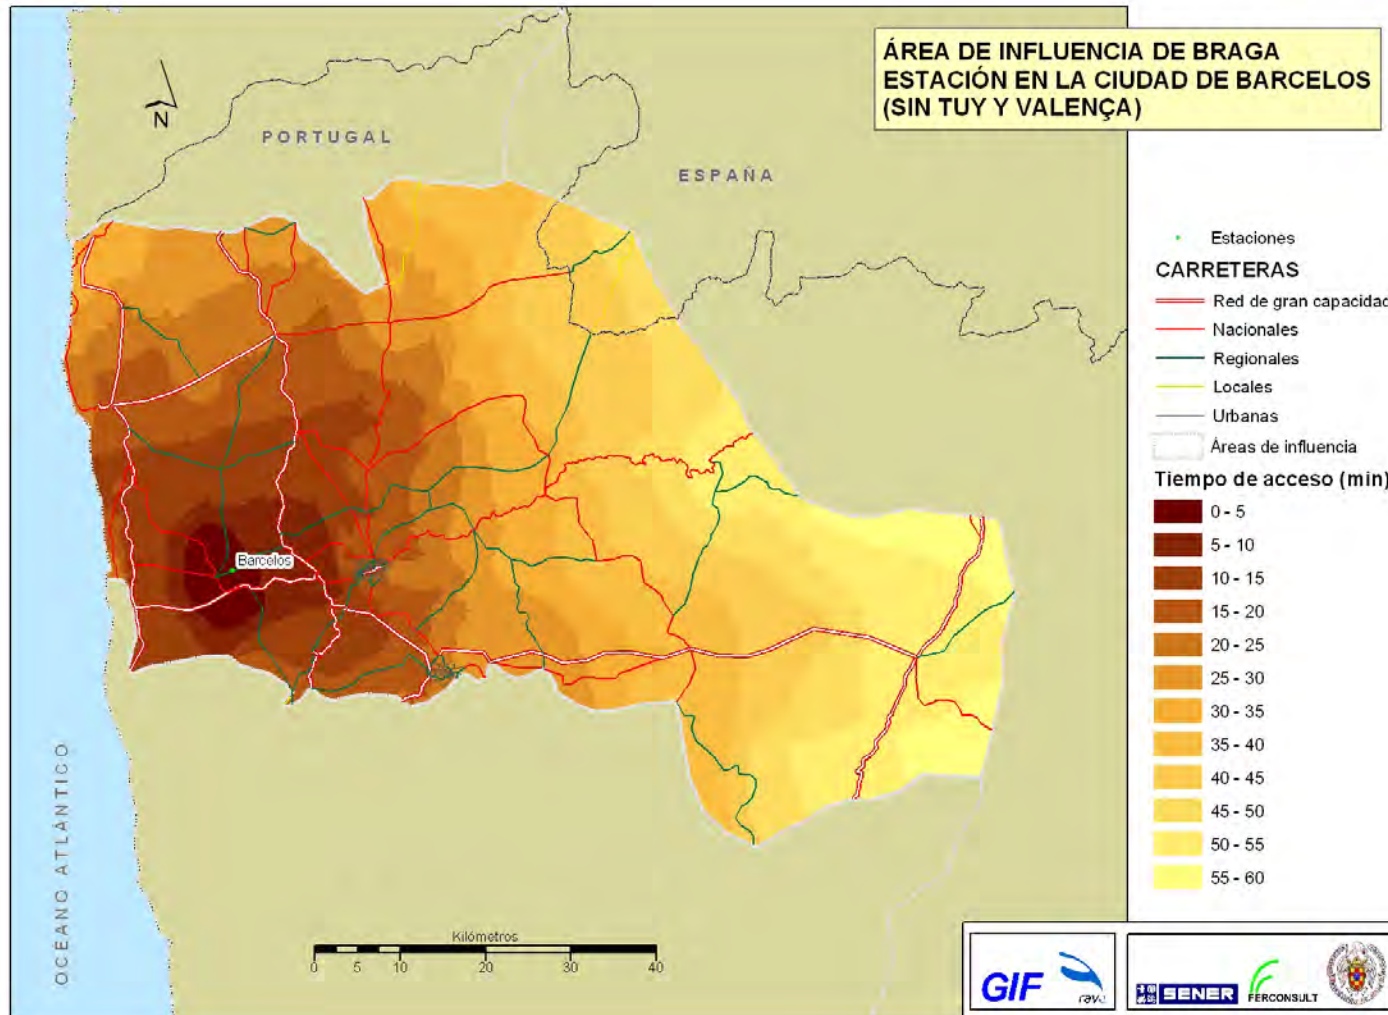 ÁREA DE INFLUENCIA DE BRAGA
ESTACIÓN EN LA CIUDAD DE BARCELOS
(SIN TUY Y VALENÇA)
N
PORTUGAL
ESPAÑA
Barcelos
OCEANO ATLÁNTICO
Estaciones
CARRETERAS
Red de gran capacidad
Nacionales
Regionales
Locales
Urbanas
Áreas de influencia
Tiempo de acceso (min)
0 - 5
5 - 10
10 - 15
15 - 20
20 - 25
25 - 30
30 - 35
35 - 40
40 - 45
45 - 50
50 - 55
55 - 60
Kilómetros
0 5 10 20 30 40
GIF
SENER
FERCONSULT